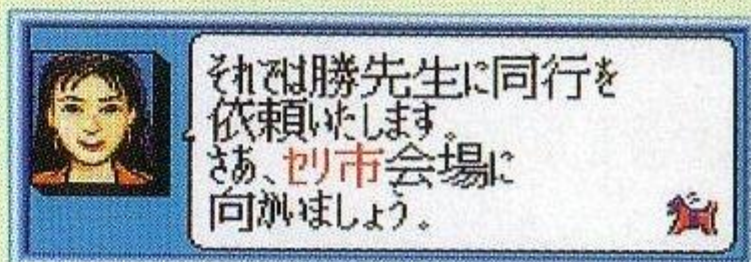 それでは勝先生に同行を
依頼いたします。
さあ、セリ市会場に
向かいましょう。